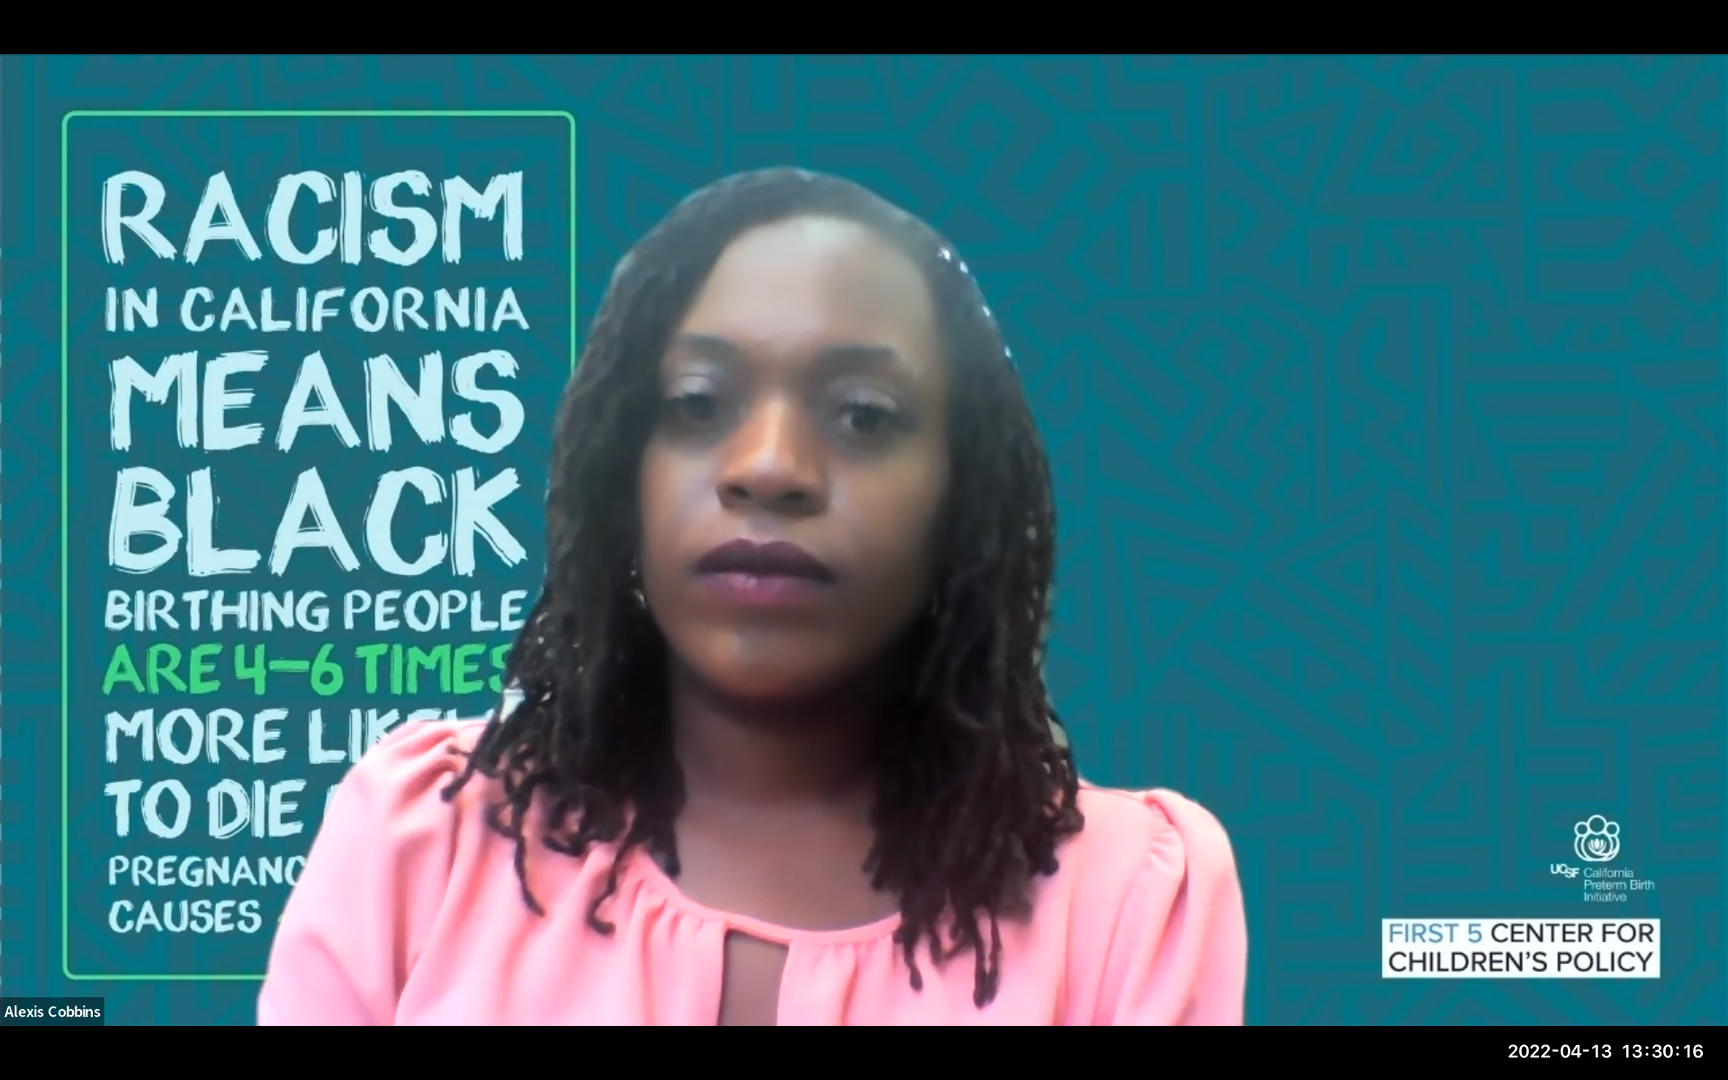 RACISM
IN CALIFORNIA
MEANS
BLACK
BIRTHING PEOPLE
ARE 4–6 TIMES
MORE
TO DIE
CAUSES
UCSF California
Preterm Birth
Initiative
FIRST 5 CENTER FOR
CHILDREN'S POLICY
Alexis Cobbins
2022-04-13 13:30:16